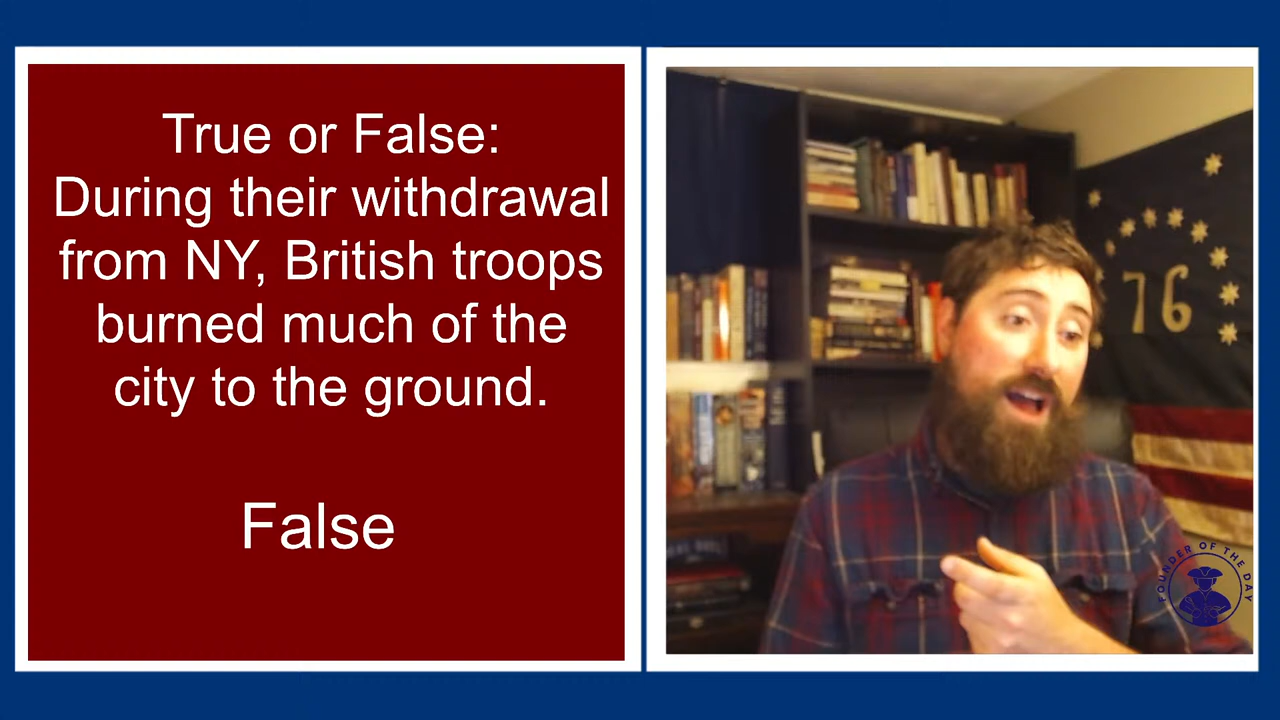 True or False:
During their withdrawal
from NY, British troops
burned much of the
city to the ground.
False
76
FOUNDER OF THE DAY